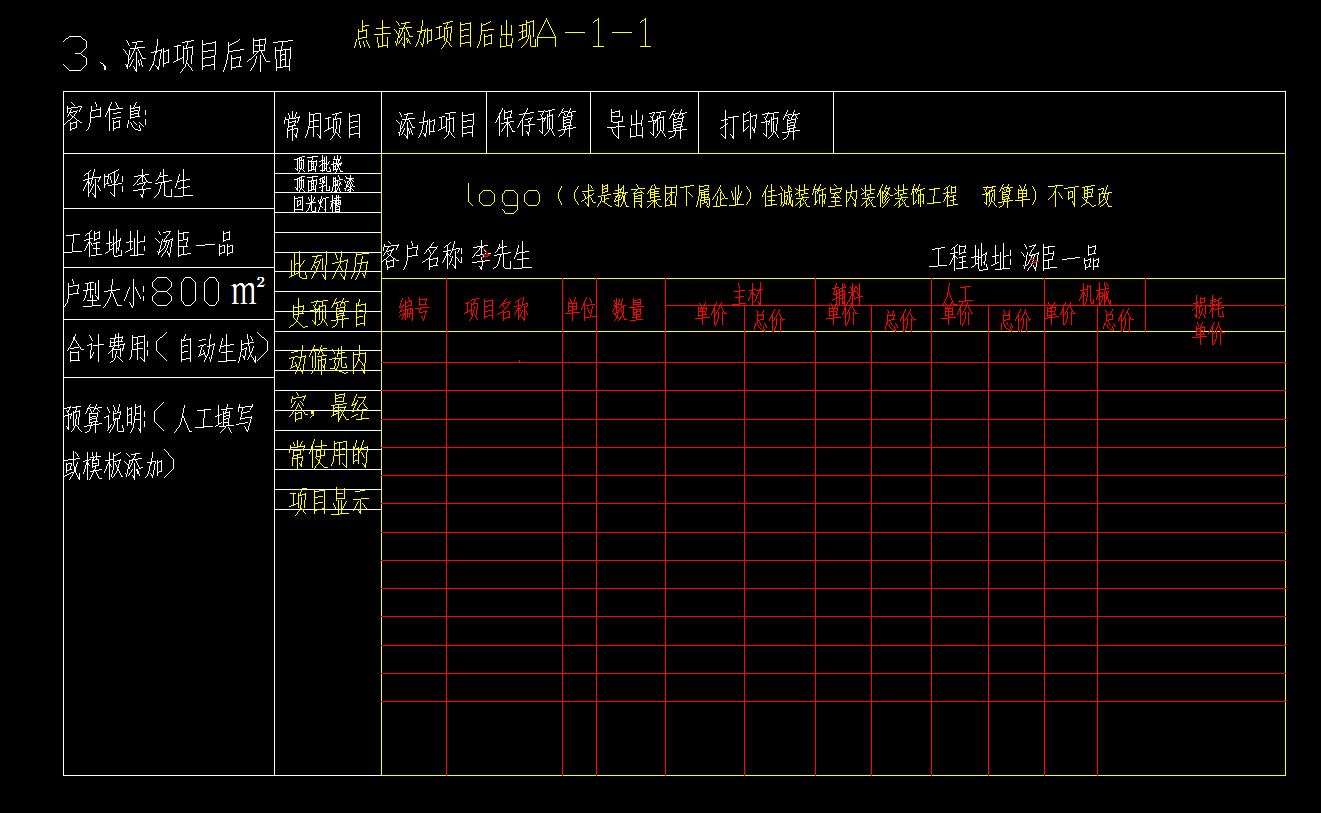 点击添加项目后出现A-1-1
3、添加项目后界面
客户信息:
常用项目
添加项目
保存预算
导出预算
打印预算
称呼:李先生
顶面批嵌
顶面乳胶漆
回光灯槽
logo((求是教育集团下属企业)佳诚装饰室内装修装饰工程 预算单)不可更改
工程地址:汤臣一品
客户名称:李先生
工程地址:汤臣一品
户型大小:800 m²
此列为历
史预算自
动筛选内
容,最经
常使用的
项目显示
编号
项目名称
单位
数量
主材
单价
总价
辅料
单价
总价
人工
单价
总价
机械
单价
总价
损耗
单价
合计费用:(自动生成)
预算说明:(人工填写
或模板添加)